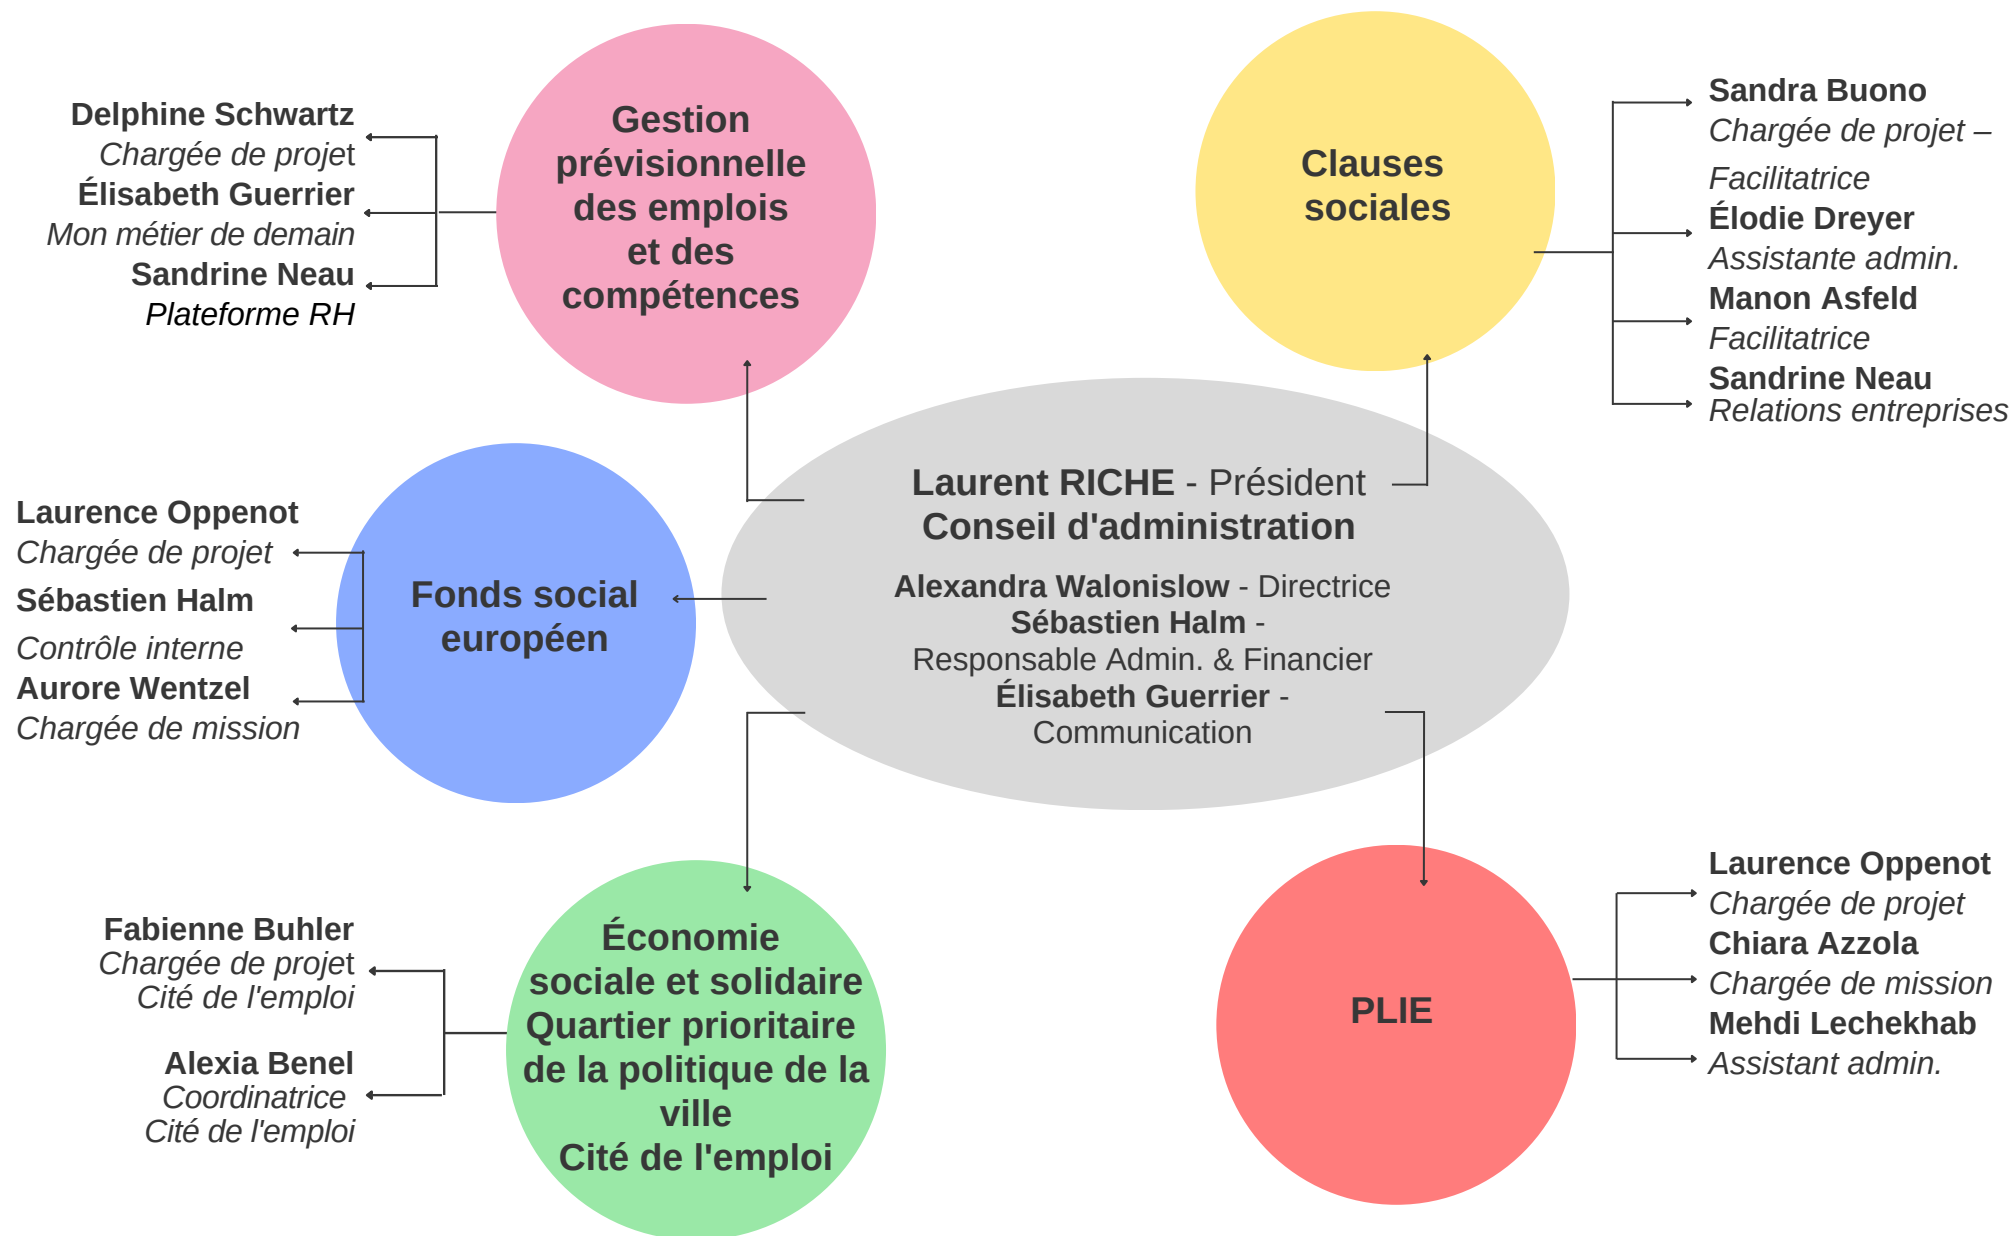 Delphine Schwartz
Chargée de projet
Élisabeth Guerrier
Mon métier de demain
Sandrine Neau
Plateforme RH
Gestion
prévisionnelle
des emplois
et des
compétences
Clauses
sociales
Sandra Buono
Chargée de projet –
Facilitatrice
Élodie Dreyer
Assistante admin.
Manon Asfeld
Facilitatrice
Sandrine Neau
Relations entreprises
Laurent RICHE - Président
Conseil d'administration
Alexandra Walonislow - Directrice
Sébastien Halm -
Responsable Admin. & Financier
Élisabeth Guerrier -
Communication
Laurence Oppenot
Chargée de projet
Sébastien Halm
Contrôle interne
Aurore Wentzel
Chargée de mission
Fonds social
européen
Fabienne Buhler
Chargée de projet
Cité de l'emploi
Alexia Benel
Coordinatrice
Cité de l'emploi
Économie
sociale et solidaire
Quartier prioritaire
de la politique de la
ville
Cité de l'emploi
PLIE
Laurence Oppenot
Chargée de projet
Chiara Azzola
Chargée de mission
Mehdi Lechekhab
Assistant admin.